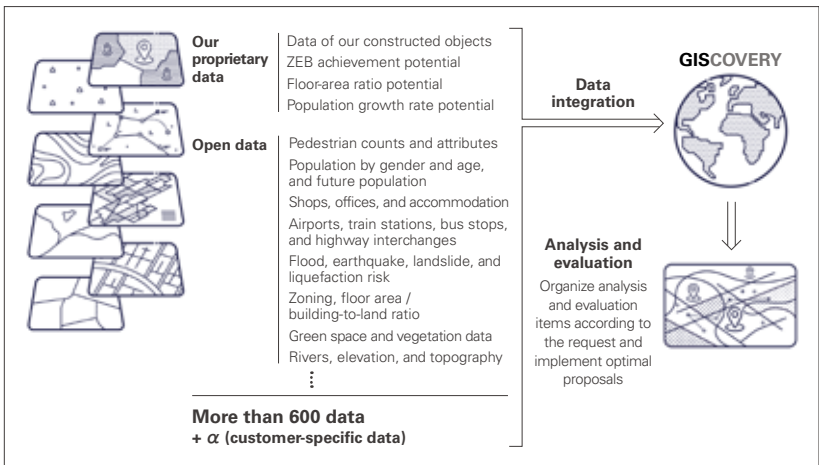 Our
proprietary
data
Data of our constructed objects
ZEB achievement potential
Floor-area ratio potential
Population growth rate potential
Open data
Pedestrian counts and attributes
Population by gender and age,
and future population
Shops, offices, and accommodation
Airports, train stations, bus stops,
and highway interchanges
Flood, earthquake, landslide, and
liquefaction risk
Zoning, floor area /
building-to-land ratio
Green space and vegetation data
Rivers, elevation, and topography
More than 600 data
+ α (customer-specific data)
Data
integration
GISCOVERY
Analysis and
evaluation
Organize analysis
and evaluation
items according to
the request and
implement optimal
proposals